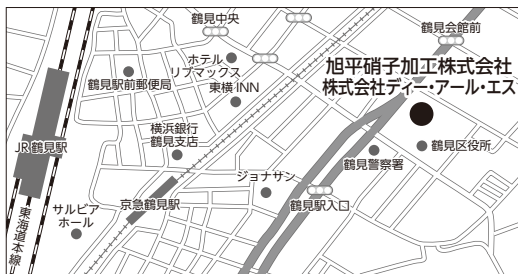 鶴見中央
鶴見会館前
ホテル
リブマックス
鶴見駅前郵便局
東横INN
旭平硝子加工株式会社
株式会社ディー・アール・エス
横浜銀行
鶴見支店
鶴見区役所
JR鶴見駅
鶴見警察署
ジョナサン
京急鶴見駅
鶴見駅入口
サルビア
ホール
東海道本線